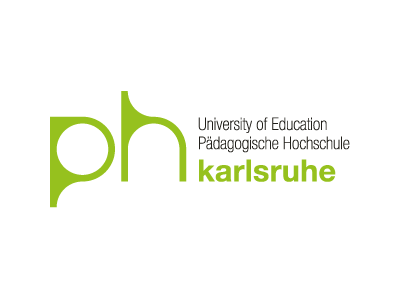 ph
University of Education
Pädagogische Hochschule
karlsruhe